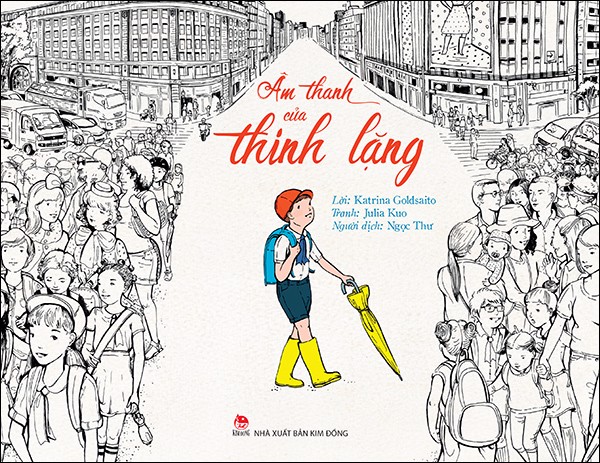 Âm thanh
của
thinh lặng
Lời: Katrina Goldsaito
Tranh: Julia Kuo
Người dịch: Ngọc Thư
NHÀ XUẤT BẢN KIM ĐỒNG